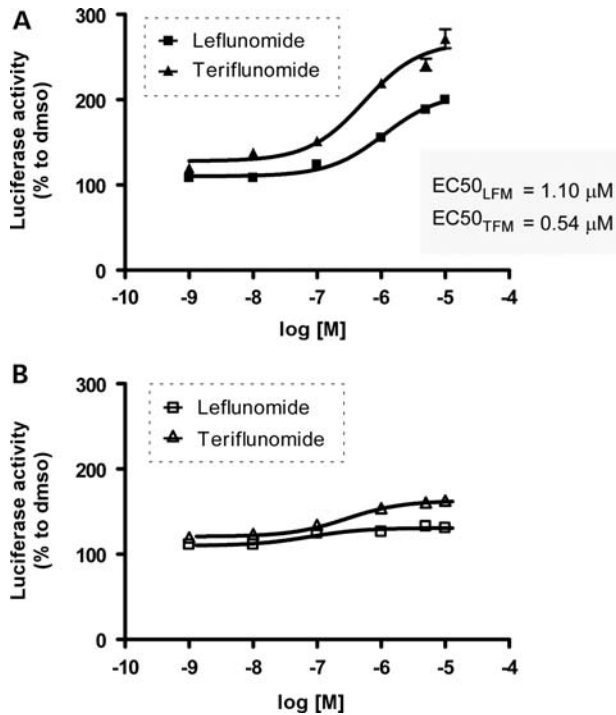 A
Leflunomide
Teriflunomide
Luciferase activity
(% to dmso)
300
200
100
0
-10 -9 -8 -7 -6 -5 -4
log [M]
EC50LFM = 1.10 μM
EC50TFM = 0.54 μM
B
Leflunomide
Teriflunomide
Luciferase activity
(% to dmso)
300
200
100
0
-10 -9 -8 -7 -6 -5 -4
log [M]